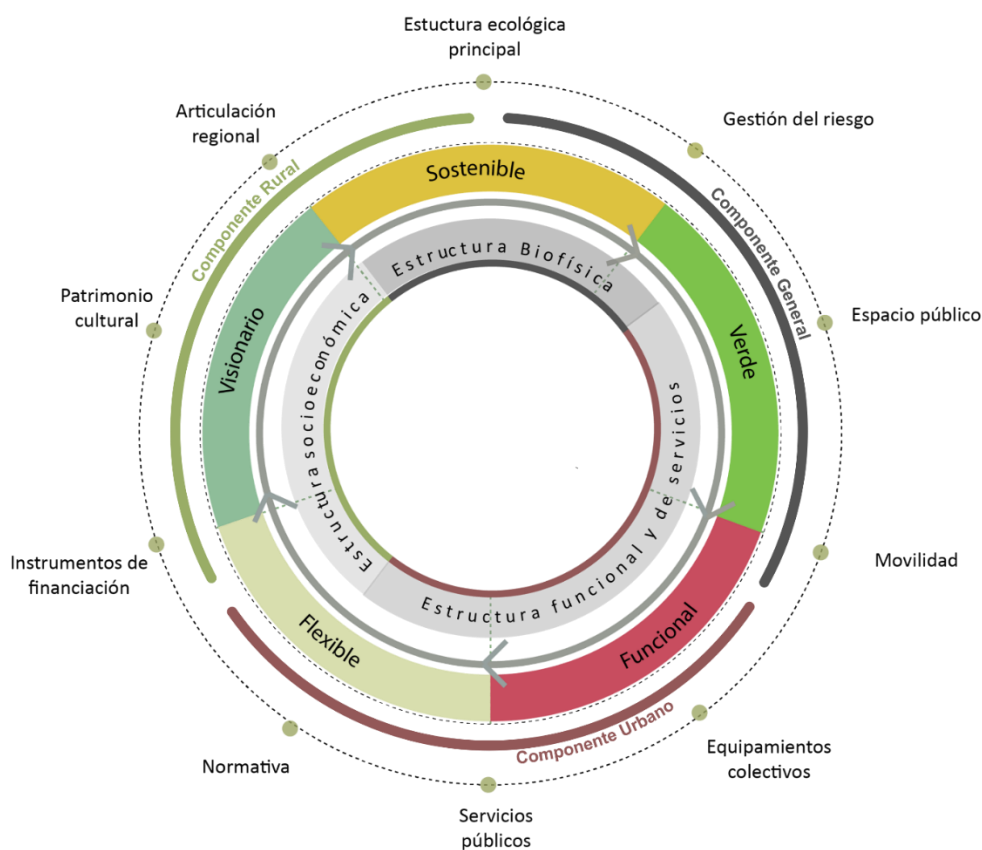 Estuctura ecológica
principal
Gestión del riesgo
Espacio público
Movilidad
Equipamientos
colectivos
Servicios
públicos
Normativa
Instrumentos de
financiación
Patrimonio
cultural
Articulación
regional
Componente Rural
Componente General
Componente Urbano
Sostenible
Verde
Funcional
Flexible
Visionario
Estructura Biofísica
Estructura funcional y de servicios
Estructura socioeconómica